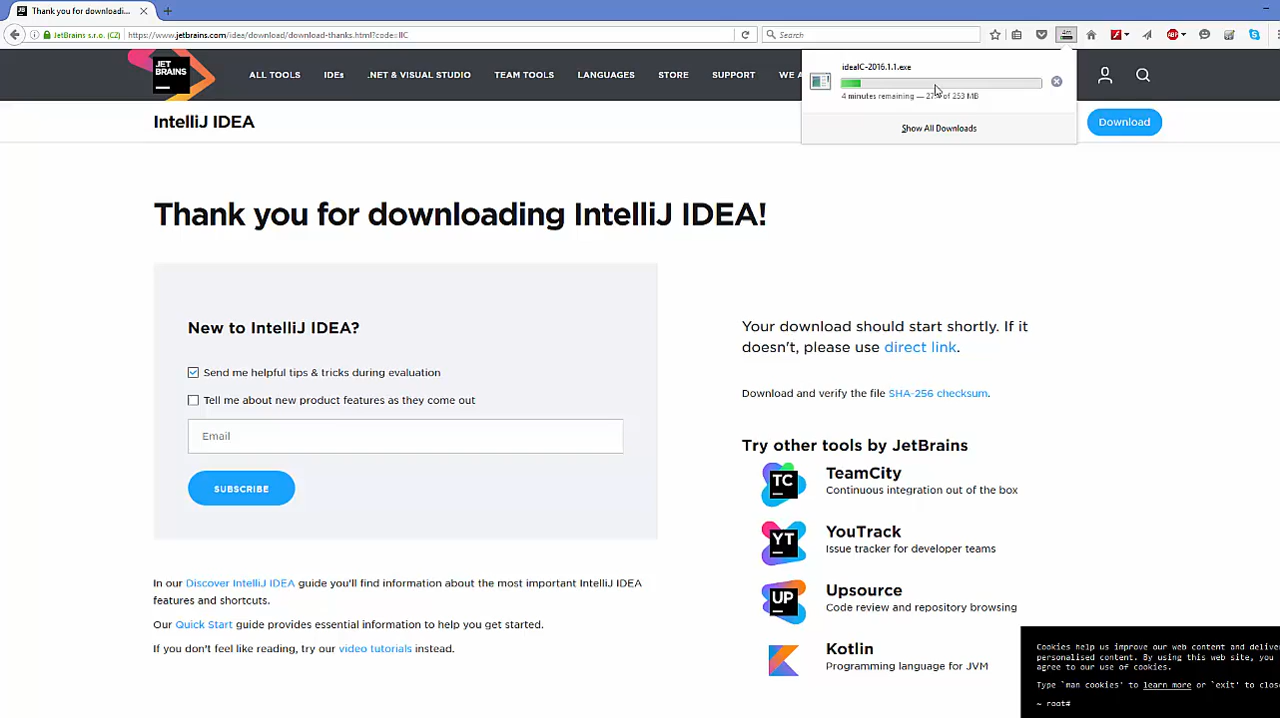 Thank you for downloadi...
JetBrains s.r.o. (CZ)
https://www.jetbrains.com/idea/download/download-thanks.html?code=IIC
Search
ABP
JET
BRAINS
ALL TOOLS
IDEs
.NET & VISUAL STUDIO
TEAM TOOLS
LANGUAGES
STORE
SUPPORT
WE A
ideaIC-2016.1.1.exe
4 minutes remaining — of 253 MB
Show All Downloads
IntelliJ IDEA
Download
Thank you for downloading IntelliJ IDEA!
New to IntelliJ IDEA?
Send me helpful tips & tricks during evaluation
Tell me about new product features as they come out
Email
SUBSCRIBE
In our Discover IntelliJ IDEA guide you'll find information about the most important IntelliJ IDEA
features and shortcuts.
Our Quick Start guide provides essential information to help you get started.
If you don't feel like reading, try our video tutorials instead.
Your download should start shortly. If it
doesn't, please use direct link.
Download and verify the file SHA-256 checksum.
Try other tools by JetBrains
TC
TeamCity
Continuous integration out of the box
YT
YouTrack
Issue tracker for developer teams
UP
Upsource
Code review and repository browsing
Kotlin
Programming language for JVM
Cookies help us improve our web content and deliver
personalised content. By using this web site, you
agree to our use of cookies.
Type `man cookies' to learn more or `exit' to close
~ root#